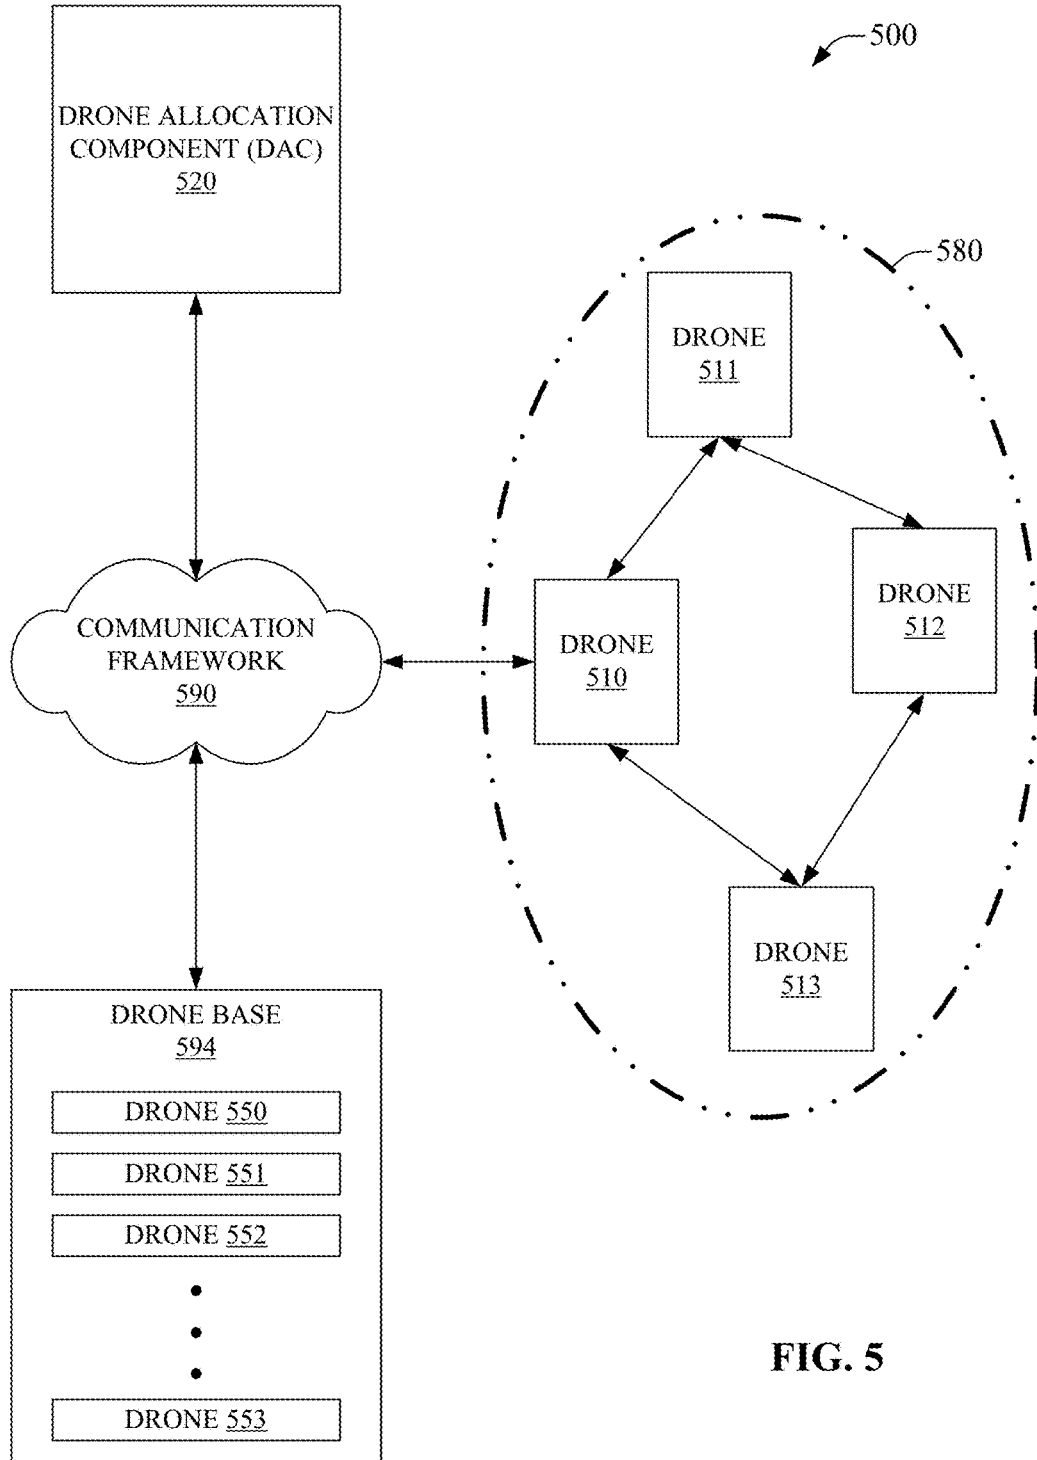 500
DRONE ALLOCATION
COMPONENT (DAC)
520
580
DRONE
511
DRONE
512
COMMUNICATION
FRAMEWORK
590
DRONE
510
DRONE
513
DRONE BASE
594
DRONE 550
DRONE 551
DRONE 552
DRONE 553
FIG. 5